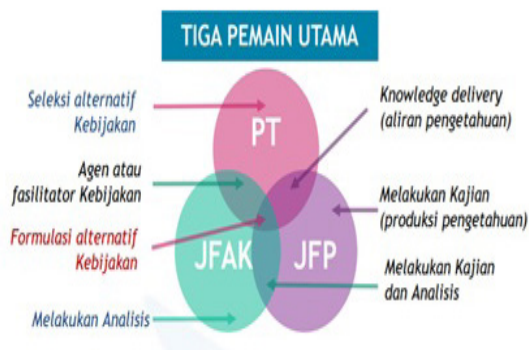 TIGA PEMAIN UTAMA
Seleksi alternatif
Kebijakan
Agen atau
fasilitator Kebijakan
Formulasi alternatif
Kebijakan
Melakukan Analisis
PT
JFAK
JFP
Knowledge delivery
(aliran pengetahuan)
Melakukan Kajian
(produksi pengetahuan)
Melakukan Kajian
dan Analisis